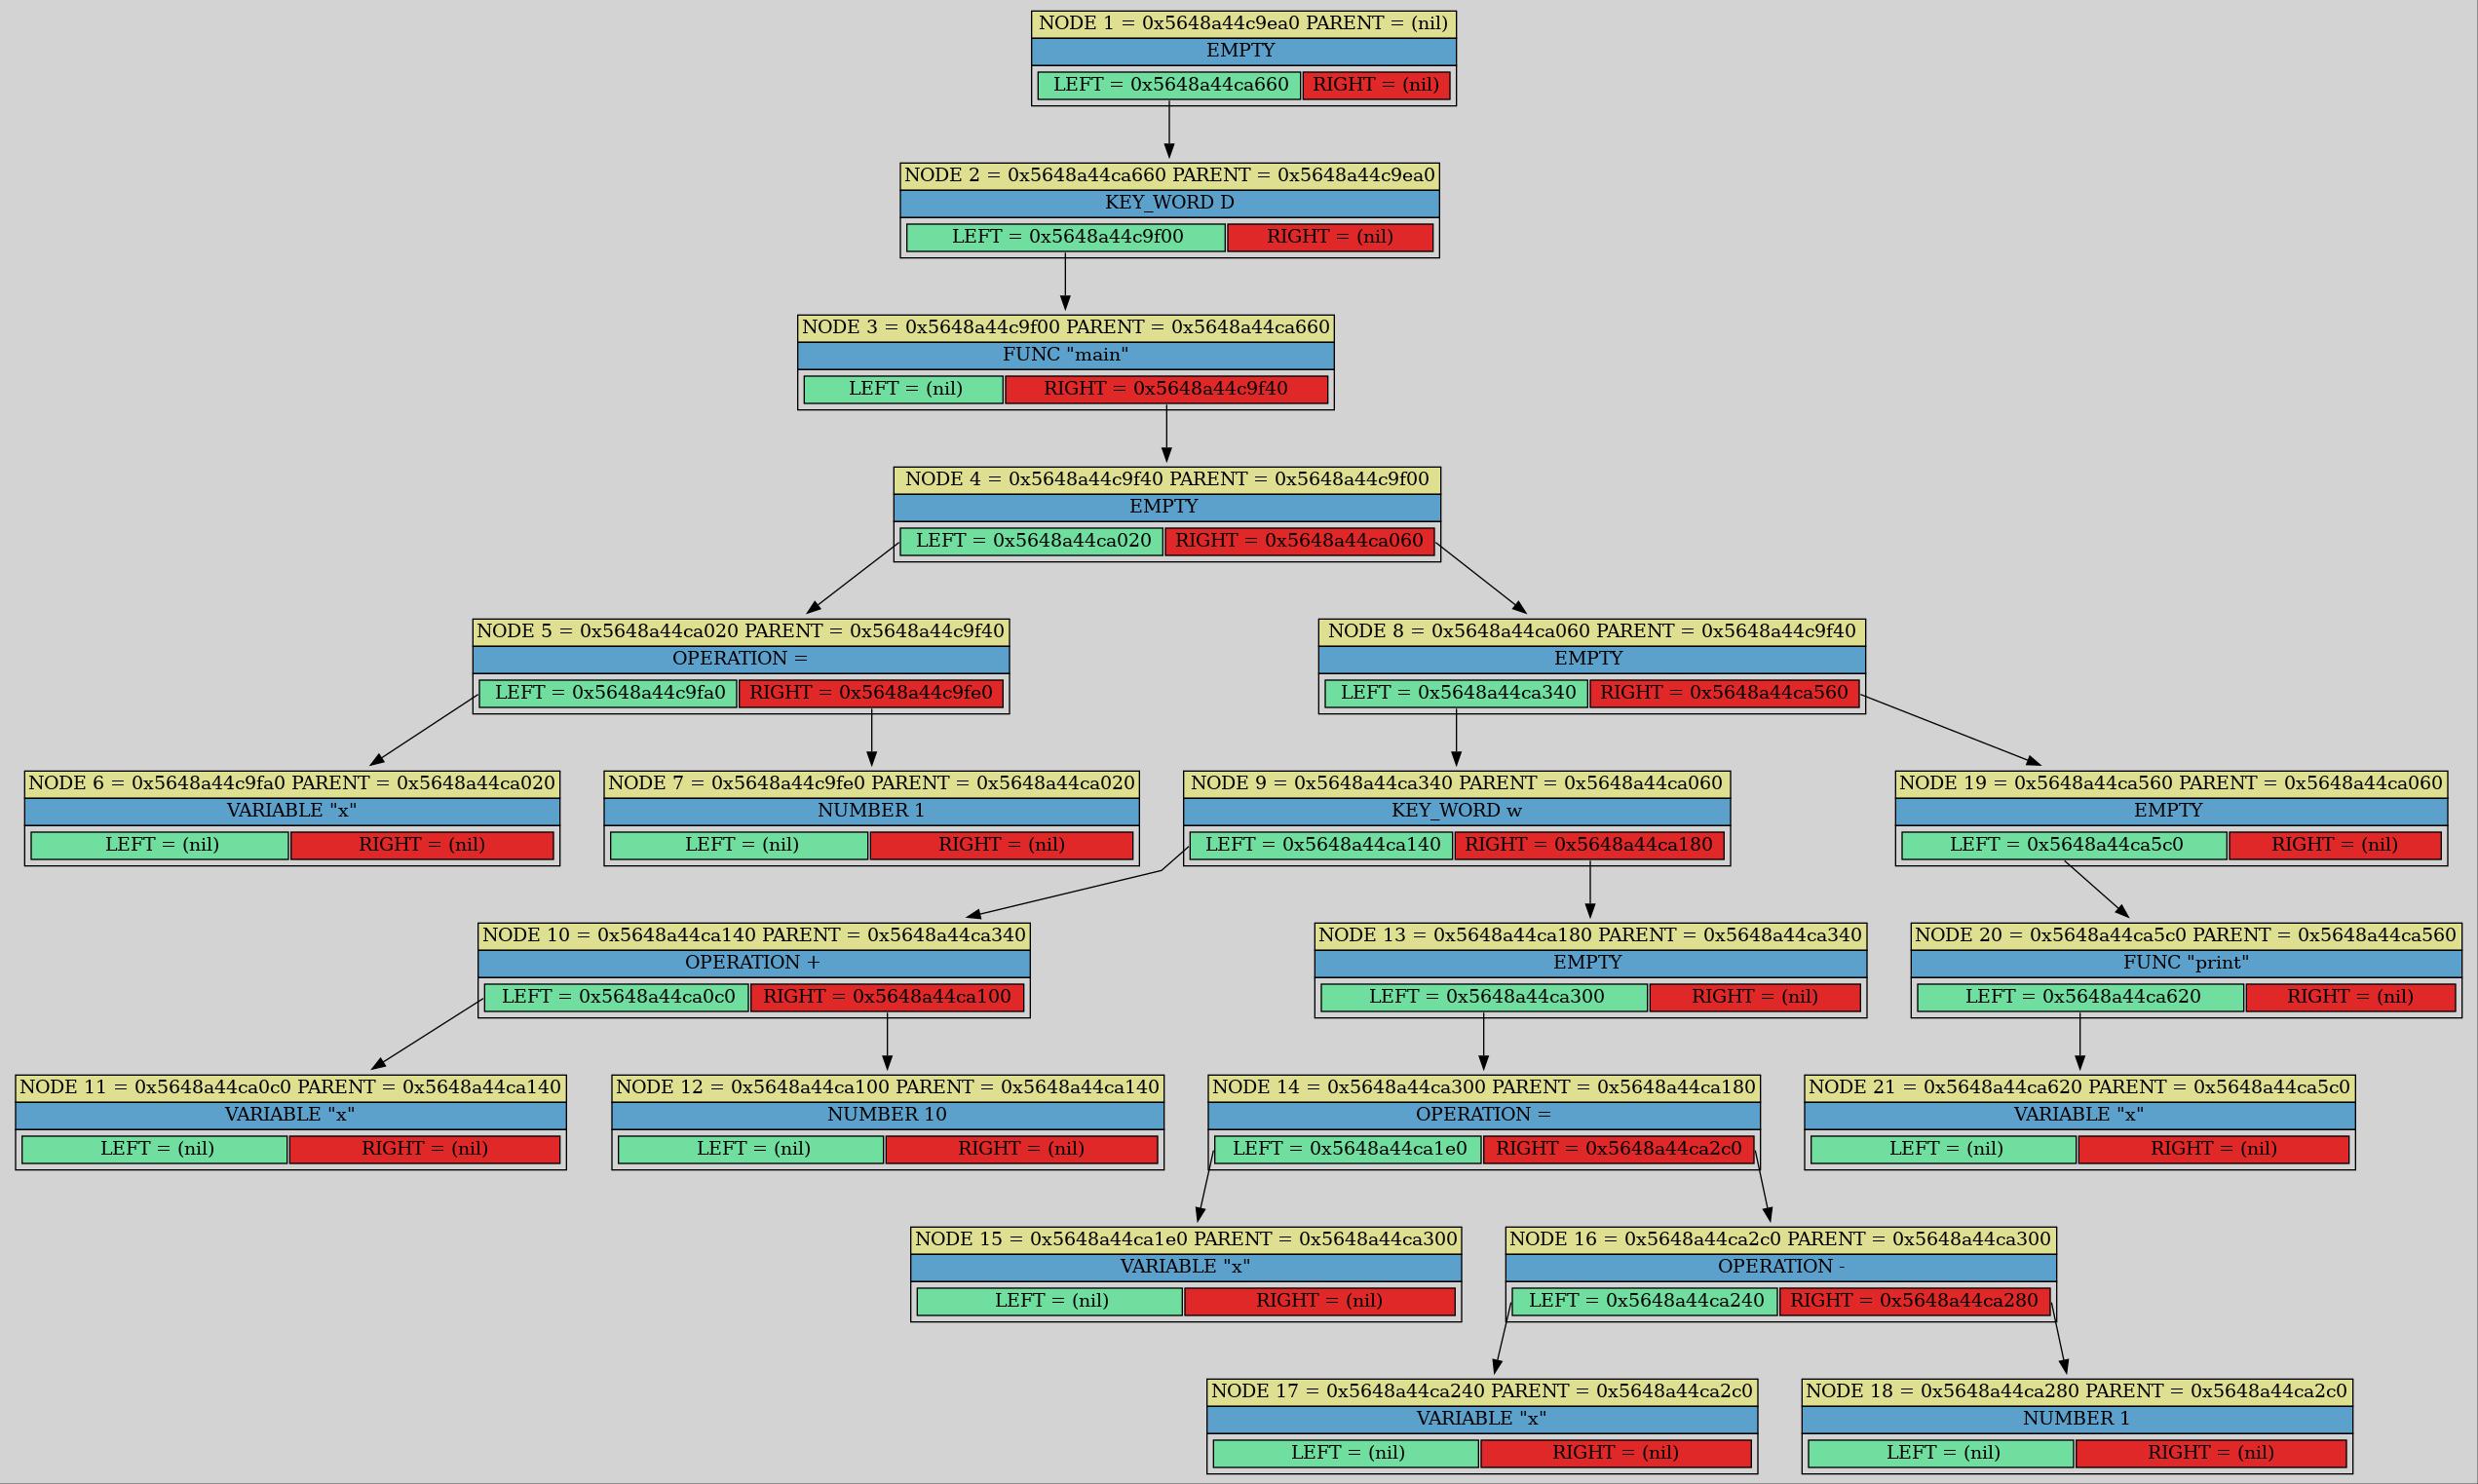 NODE 1 = 0x5648a44c9ea0 PARENT = (nil)
EMPTY
LEFT = 0x5648a44ca660 RIGHT = (nil)
NODE 2 = 0x5648a44ca660 PARENT = 0x5648a44c9ea0
KEY_WORD D
LEFT = 0x5648a44c9f00 RIGHT = (nil)
NODE 3 = 0x5648a44c9f00 PARENT = 0x5648a44ca660
FUNC \"main\"
LEFT = (nil) RIGHT = 0x5648a44c9f40
NODE 4 = 0x5648a44c9f40 PARENT = 0x5648a44c9f00
EMPTY
LEFT = 0x5648a44ca020 RIGHT = 0x5648a44ca060
NODE 5 = 0x5648a44ca020 PARENT = 0x5648a44c9f40
OPERATION =
LEFT = 0x5648a44c9fa0 RIGHT = 0x5648a44c9fe0
NODE 8 = 0x5648a44ca060 PARENT = 0x5648a44c9f40
EMPTY
LEFT = 0x5648a44ca340 RIGHT = 0x5648a44ca560
NODE 6 = 0x5648a44c9fa0 PARENT = 0x5648a44ca020
VARIABLE \"x\"
LEFT = (nil) RIGHT = (nil)
NODE 7 = 0x5648a44c9fe0 PARENT = 0x5648a44ca020
NUMBER 1
LEFT = (nil) RIGHT = (nil)
NODE 9 = 0x5648a44ca340 PARENT = 0x5648a44ca060
KEY_WORD w
LEFT = 0x5648a44ca140 RIGHT = 0x5648a44ca180
NODE 19 = 0x5648a44ca560 PARENT = 0x5648a44ca060
EMPTY
LEFT = 0x5648a44ca5c0 RIGHT = (nil)
NODE 10 = 0x5648a44ca140 PARENT = 0x5648a44ca340
OPERATION +
LEFT = 0x5648a44ca0c0 RIGHT = 0x5648a44ca100
NODE 13 = 0x5648a44ca180 PARENT = 0x5648a44ca340
EMPTY
LEFT = 0x5648a44ca300 RIGHT = (nil)
NODE 20 = 0x5648a44ca5c0 PARENT = 0x5648a44ca560
FUNC \"print\"
LEFT = 0x5648a44ca620 RIGHT = (nil)
NODE 11 = 0x5648a44ca0c0 PARENT = 0x5648a44ca140
VARIABLE \"x\"
LEFT = (nil) RIGHT = (nil)
NODE 12 = 0x5648a44ca100 PARENT = 0x5648a44ca140
NUMBER 10
LEFT = (nil) RIGHT = (nil)
NODE 14 = 0x5648a44ca300 PARENT = 0x5648a44ca180
OPERATION =
LEFT = 0x5648a44ca1e0 RIGHT = 0x5648a44ca2c0
NODE 21 = 0x5648a44ca620 PARENT = 0x5648a44ca5c0
VARIABLE \"x\"
LEFT = (nil) RIGHT = (nil)
NODE 15 = 0x5648a44ca1e0 PARENT = 0x5648a44ca300
VARIABLE \"x\"
LEFT = (nil) RIGHT = (nil)
NODE 16 = 0x5648a44ca2c0 PARENT = 0x5648a44ca300
OPERATION -
LEFT = 0x5648a44ca240 RIGHT = 0x5648a44ca280
NODE 17 = 0x5648a44ca240 PARENT = 0x5648a44ca2c0
VARIABLE \"x\"
LEFT = (nil) RIGHT = (nil)
NODE 18 = 0x5648a44ca280 PARENT = 0x5648a44ca2c0
NUMBER 1
LEFT = (nil) RIGHT = (nil)